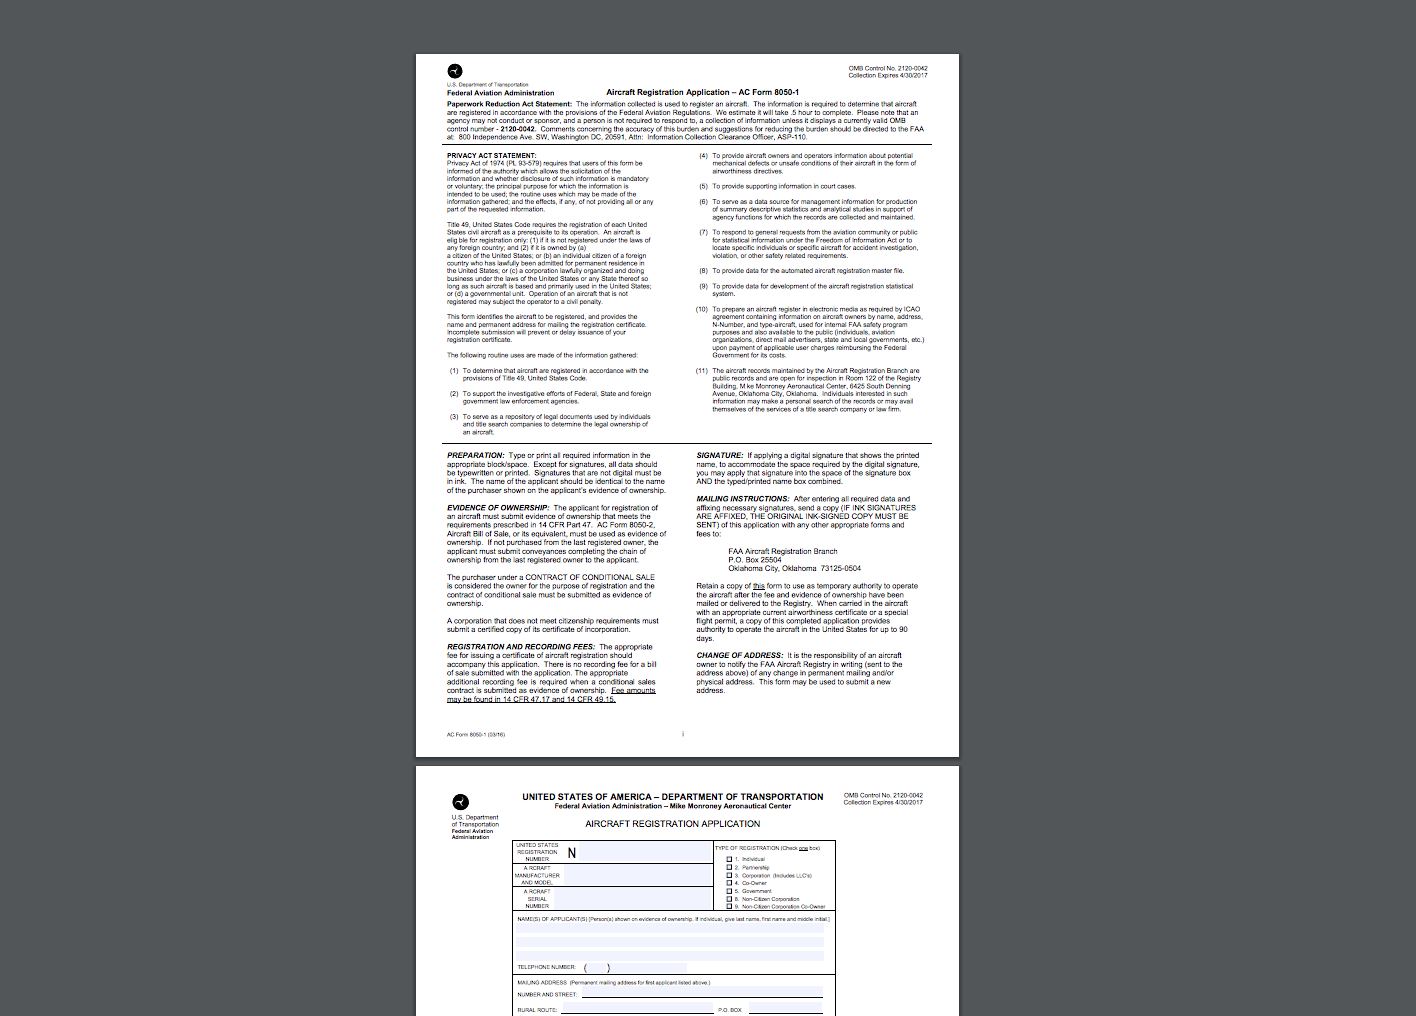 OMB Control No. 2120-0042
Collection Expires 4/30/2017
U.S. Department of Transportation
Federal Aviation Administration
Aircraft Registration Application – AC Form 8050-1
Paperwork Reduction Act Statement: The information collected is used to register an aircraft. The information is required to determine that aircraft
are registered in accordance with the provisions of the Federal Aviation Regulations. We estimate it will take .5 hour to complete. Please note that an
agency may not conduct or sponsor, and a person is not required to respond to, a collection of information unless it displays a currently valid OMB
control number - 2120-0042. Comments concerning the accuracy of this burden and suggestions for reducing the burden should be directed to the FAA
at: 800 Independence Ave. SW, Washington DC, 20591, Attn: Information Collection Clearance Officer, ASP-110.
PRIVACY ACT STATEMENT:
Privacy Act of 1974 (PL 93-579) requires that users of this form be
informed of the authority which allows the solicitation of the
information and whether disclosure of such information is mandatory
or voluntary; the principal purpose for which the information is
intended to be used; the routine uses which may be made of the
information gathered; and the effects, if any, of not providing all or any
part of the requested information.
Title 49, United States Code requires the registration of each United
States civil aircraft as a prerequisite to its operation. An aircraft is
eligible for registration only: (1) if it is not registered under the laws of
any foreign country; and (2) if it is owned by (a)
a citizen of the United States; or (b) an individual citizen of a foreign
country who has lawfully been admitted for permanent residence in
the United States; or (c) a corporation lawfully organized and doing
business under the laws of the United States or any State thereof so
long as such aircraft is based and primarily used in the United States;
or (d) a governmental unit. Operation of an aircraft that is not
registered may subject the operator to a civil penalty.
This form identifies the aircraft to be registered, and provides the
name and permanent address for mailing the registration certificate.
Incomplete submission will prevent or delay issuance of your
registration certificate.
The following routine uses are made of the information gathered:
(1) To determine that aircraft are registered in accordance with the
provisions of Title 49, United States Code.
(2) To support the investigative efforts of Federal, State and foreign
government law enforcement agencies.
(3) To serve as a repository of legal documents used by individuals
and title search companies to determine the legal ownership of
an aircraft.
(4) To provide aircraft owners and operators information about potential
mechanical defects or unsafe conditions of their aircraft in the form of
airworthiness directives.
(5) To provide supporting information in court cases.
(6) To serve as a data source for management information for production
of summary descriptive statistics and analytical studies in support of
agency functions for which the records are collected and maintained.
(7) To respond to general requests from the aviation community or public
for statistical information under the Freedom of Information Act or to
locate specific individuals or specific aircraft for accident investigation,
violation, or other safety related requirements.
(8) To provide data for the automated aircraft registration master file.
(9) To provide data for development of the aircraft registration statistical
system.
(10) To prepare an aircraft register in electronic media as required by ICAO
agreement containing information on aircraft owners by name, address,
N-Number, and type-aircraft, used for internal FAA safety program
purposes and also available to the public (individuals, aviation
organizations, direct mail advertisers, state and local governments, etc.)
upon payment of applicable user charges reimbursing the Federal
Government for its costs.
(11) The aircraft records maintained by the Aircraft Registration Branch are
public records and are open for inspection in Room 122 of the Registry
Building, Mike Monroney Aeronautical Center, 6425 South Denning
Avenue, Oklahoma City, Oklahoma. Individuals interested in such
information may make a personal search of the records or may avail
themselves of the services of a title search company or law firm.
PREPARATION: Type or print all required information in the
appropriate block/space. Except for signatures, all data should
be typewritten or printed. Signatures that are not digital must be
in ink. The name of the applicant should be identical to the name
of the purchaser shown on the applicant's evidence of ownership.
EVIDENCE OF OWNERSHIP: The applicant for registration of
an aircraft must submit evidence of ownership that meets the
requirements prescribed in 14 CFR Part 47. AC Form 8050-2,
Aircraft Bill of Sale, or its equivalent, must be used as evidence of
ownership. If not purchased from the last registered owner, the
applicant must submit conveyances completing the chain of
ownership from the last registered owner to the applicant.
The purchaser under a CONTRACT OF CONDITIONAL SALE
is considered the owner for the purpose of registration and the
contract of conditional sale must be submitted as evidence of
ownership.
A corporation that does not meet citizenship requirements must
submit a certified copy of its certificate of incorporation.
REGISTRATION AND RECORDING FEES: The appropriate
fee for issuing a certificate of aircraft registration should
accompany this application. There is no recording fee for a bill
of sale submitted with the application. The appropriate
additional recording fee is required when a conditional sales
contract is submitted as evidence of ownership. Fee amounts
may be found in 14 CFR 47.17 and 14 CFR 49.15.
SIGNATURE: If applying a digital signature that shows the printed
name, to accommodate the space required by the digital signature,
you may apply that signature into the space of the signature box
AND the typed/printed name box combined.
MAILING INSTRUCTIONS: After entering all required data and
affixing necessary signatures, send a copy (IF INK SIGNATURES
ARE AFFIXED, THE ORIGINAL INK-SIGNED COPY MUST BE
SENT) of this application with any other appropriate forms and
fees to:
FAA Aircraft Registration Branch
P.O. Box 25504
Oklahoma City, Oklahoma 73125-0504
Retain a copy of this form to use as temporary authority to operate
the aircraft after the fee and evidence of ownership have been
mailed or delivered to the Registry. When carried in the aircraft
with an appropriate current airworthiness certificate or a special
flight permit, a copy of this completed application provides
authority to operate the aircraft in the United States for up to 90
days.
CHANGE OF ADDRESS: It is the responsibility of an aircraft
owner to notify the FAA Aircraft Registry in writing (sent to the
address above) of any change in permanent mailing and/or
physical address. This form may be used to submit a new
address.
AC Form 8050-1 (03/16)
i
U.S. Department
of Transportation
Federal Aviation
Administration
UNITED STATES OF AMERICA – DEPARTMENT OF TRANSPORTATION
Federal Aviation Administration – Mike Monroney Aeronautical Center
AIRCRAFT REGISTRATION APPLICATION
OMB Control No. 2120-0042
Collection Expires 4/30/2017
UNITED STATES
REGISTRATION
NUMBER
N
A RCRAFT
MANUFACTURER
AND MODEL
A RCRAFT
SERIAL
NUMBER
TYPE OF REGISTRATION (Check one box)
1. Individual
2. Partnership
3. Corporation (Includes LLC's)
4. Co-Owner
5. Government
8. Non-Citizen Corporation
9. Non-Citizen Corporation Co-Owner
NAME(S) OF APPLICANT(S) [Person(s) shown on evidence of ownership. If individual, give last name, first name and middle initial.]
TELEPHONE NUMBER: ( )
MAILING ADDRESS (Permanent mailing address for first applicant listed above.)
NUMBER AND STREET:
RURAL ROUTE:
P.O. BOX